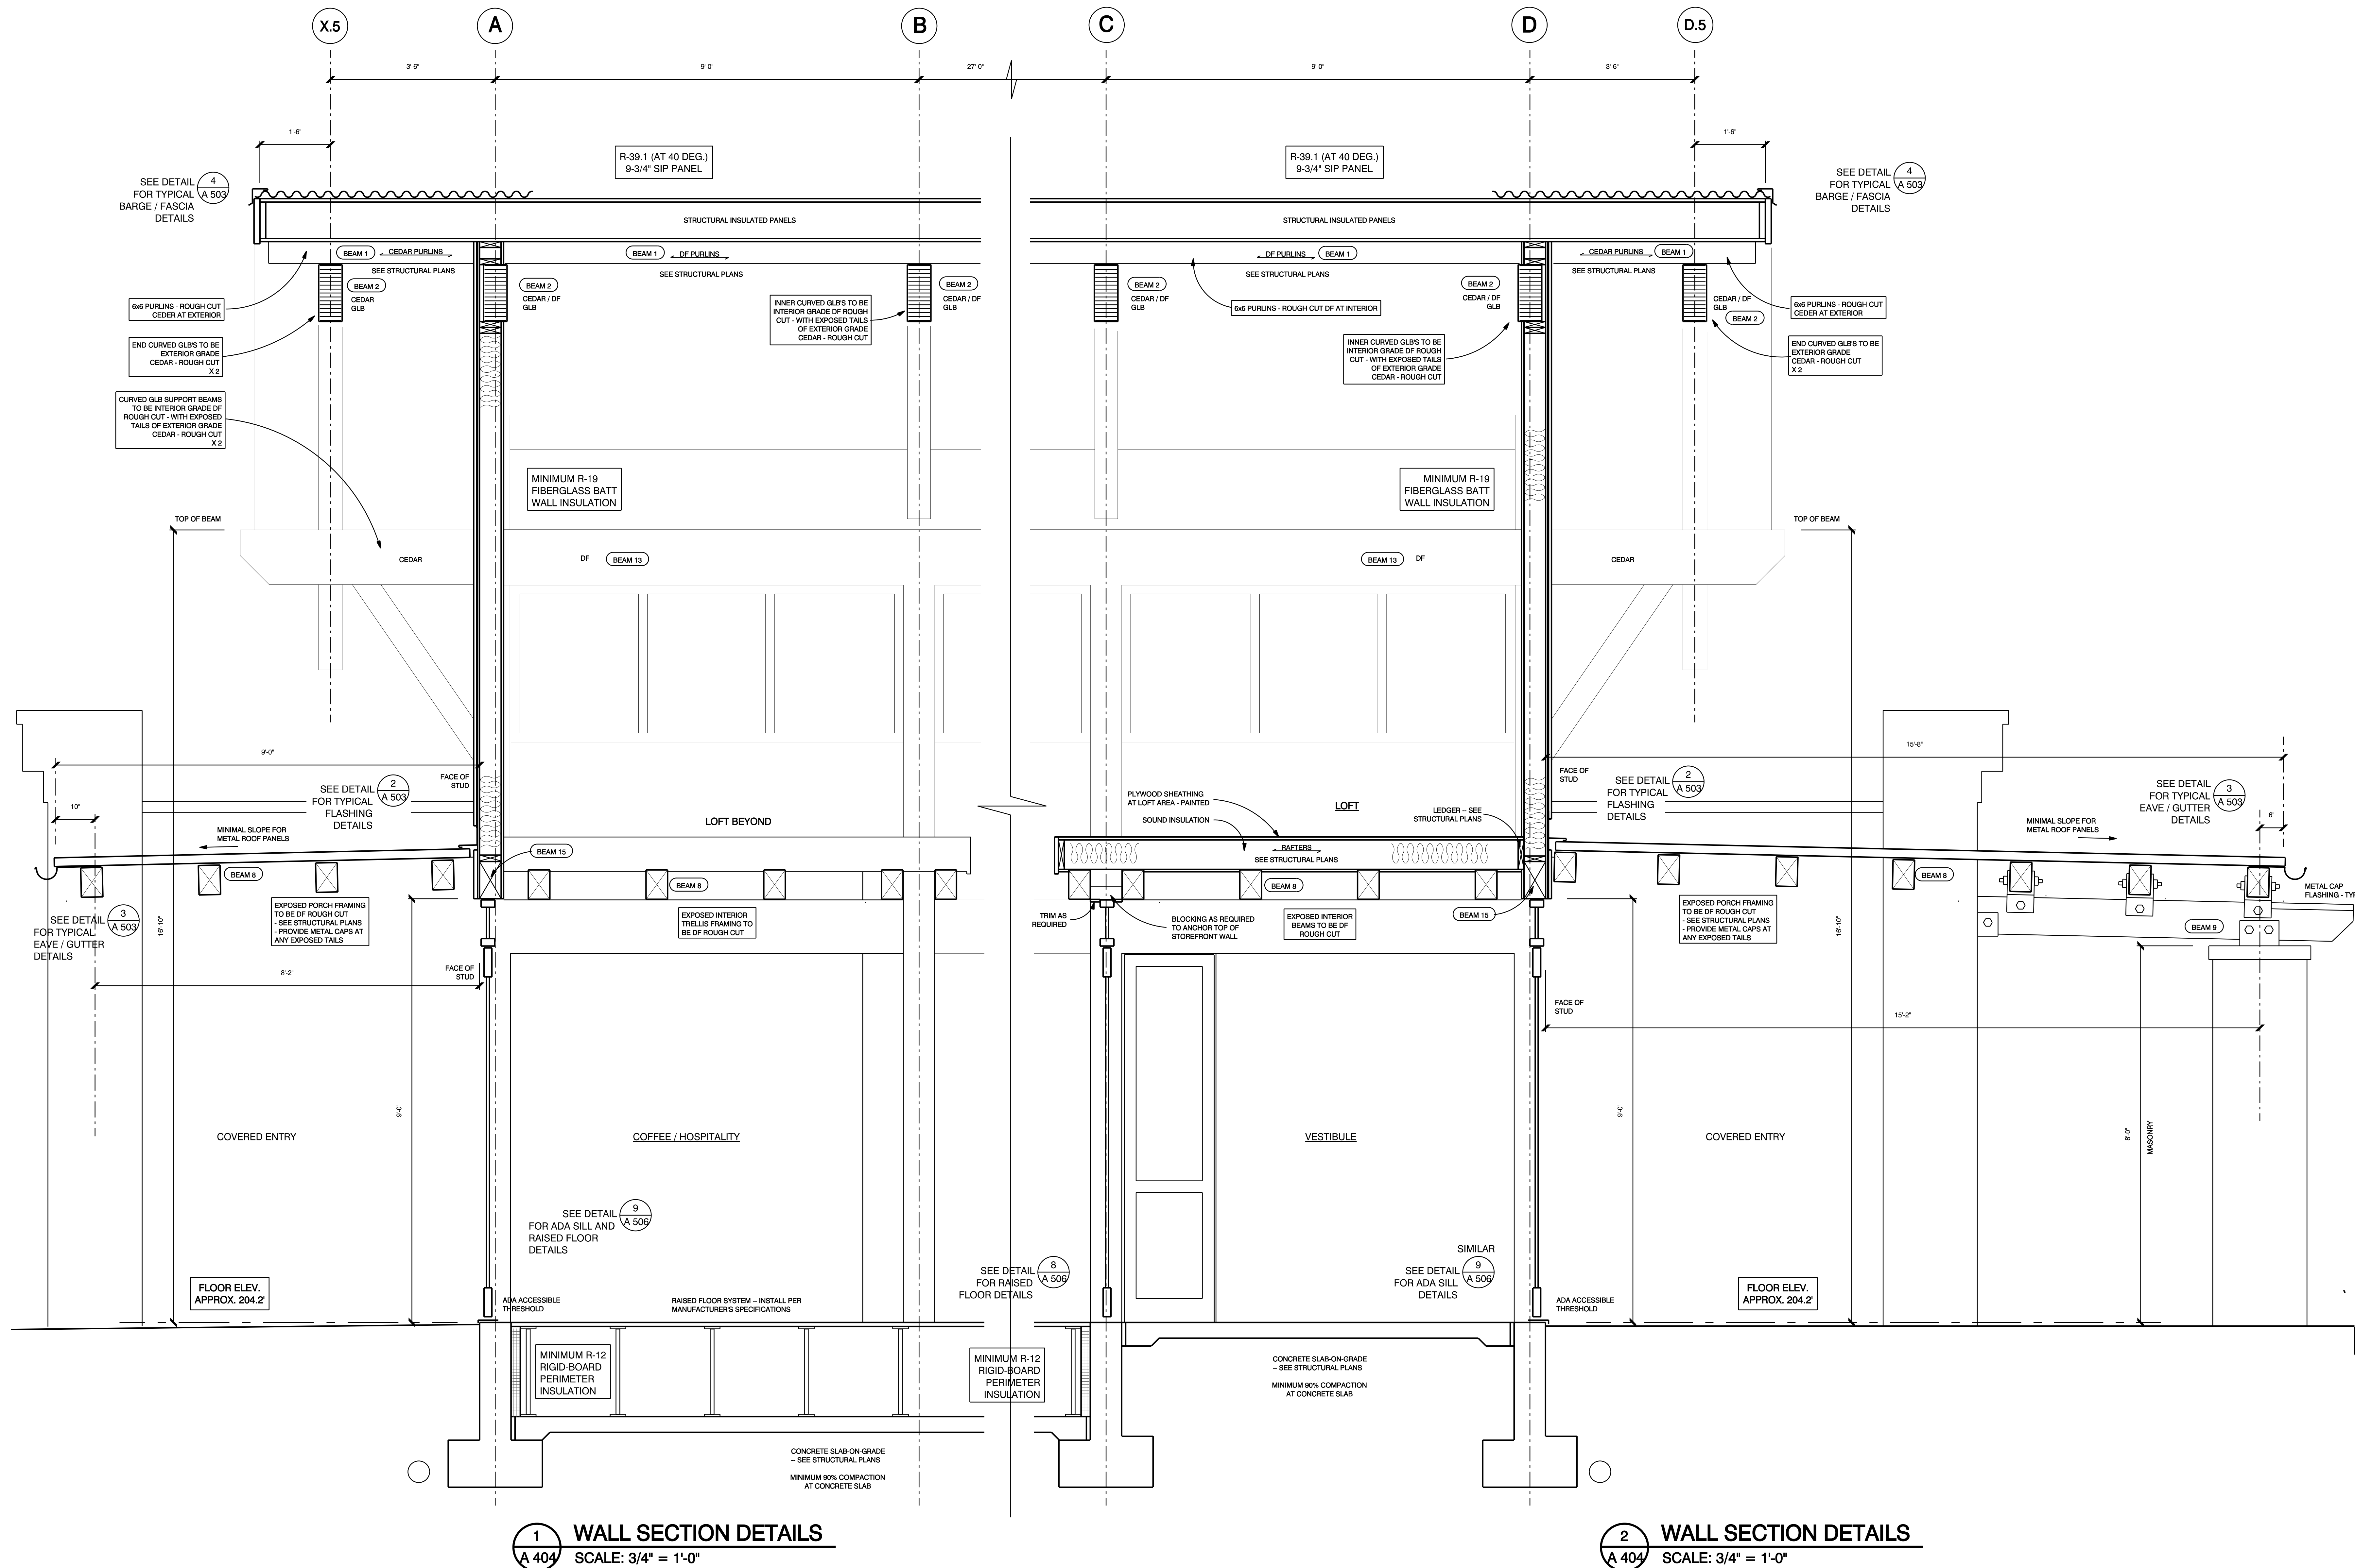 X.5
A
B
C
D
D.5
3'-6"
9'-0"
27'-0"
9'-0"
3'-6"
1'-6"
1'-6"
SEE DETAIL
FOR TYPICAL
BARGE / FASCIA
DETAILS
4
A 503
R-39.1 (AT 40 DEG.)
9-3/4" SIP PANEL
R-39.1 (AT 40 DEG.)
9-3/4" SIP PANEL
SEE DETAIL
FOR TYPICAL
BARGE / FASCIA
DETAILS
4
A 503
STRUCTURAL INSULATED PANELS
STRUCTURAL INSULATED PANELS
BEAM 1
CEDAR PURLINS
SEE STRUCTURAL PLANS
BEAM 1
DF PURLINS
SEE STRUCTURAL PLANS
DF PURLINS
BEAM 1
SEE STRUCTURAL PLANS
CEDAR PURLINS
BEAM 1
SEE STRUCTURAL PLANS
BEAM 2
CEDAR
GLB
BEAM 2
CEDAR / DF
GLB
BEAM 2
CEDAR / DF
GLB
BEAM 2
CEDAR / DF
GLB
BEAM 2
CEDAR / DF
GLB
CEDAR / DF
GLB
BEAM 2
6x6 PURLINS - ROUGH CUT
CEDER AT EXTERIOR
END CURVED GLB'S TO BE
EXTERIOR GRADE
CEDAR - ROUGH CUT
X 2
CURVED GLB SUPPORT BEAMS
TO BE INTERIOR GRADE DF
ROUGH CUT - WITH EXPOSED
TAILS OF EXTERIOR GRADE
CEDAR - ROUGH CUT
X 2
INNER CURVED GLB'S TO BE
INTERIOR GRADE DF ROUGH
CUT - WITH EXPOSED TAILS
OF EXTERIOR GRADE
CEDAR - ROUGH CUT
6x6 PURLINS - ROUGH CUT DF AT INTERIOR
INNER CURVED GLB'S TO BE
INTERIOR GRADE DF ROUGH
CUT - WITH EXPOSED TAILS
OF EXTERIOR GRADE
CEDAR - ROUGH CUT
6x6 PURLINS - ROUGH CUT
CEDER AT EXTERIOR
END CURVED GLB'S TO BE
EXTERIOR GRADE
CEDAR - ROUGH CUT
X 2
MINIMUM R-19
FIBERGLASS BATT
WALL INSULATION
MINIMUM R-19
FIBERGLASS BATT
WALL INSULATION
TOP OF BEAM
TOP OF BEAM
CEDAR
DF
BEAM 13
BEAM 13
DF
CEDAR
9'-0"
10"
SEE DETAIL
FOR TYPICAL
FLASHING
DETAILS
2
A 503
FACE OF
STUD
MINIMAL SLOPE FOR
METAL ROOF PANELS
LOFT BEYOND
PLYWOOD SHEATHING
AT LOFT AREA - PAINTED
SOUND INSULATION
LOFT
LEDGER -- SEE
STRUCTURAL PLANS
RAFTERS
SEE STRUCTURAL PLANS
FACE OF
STUD
SEE DETAIL
FOR TYPICAL
FLASHING
DETAILS
2
A 503
15'-8"
SEE DETAIL
FOR TYPICAL
EAVE / GUTTER
DETAILS
3
A 503
6"
MINIMAL SLOPE FOR
METAL ROOF PANELS
BEAM 8
BEAM 15
BEAM 8
BEAM 8
BEAM 15
BEAM 8
BEAM 9
METAL CAP
FLASHING - TYP
SEE DETAIL
FOR TYPICAL
EAVE / GUTTER
DETAILS
3
A 503
16'-10"
EXPOSED PORCH FRAMING
TO BE DF ROUGH CUT
- SEE STRUCTURAL PLANS
- PROVIDE METAL CAPS AT
ANY EXPOSED TAILS
EXPOSED INTERIOR
TRELLIS FRAMING TO
BE DF ROUGH CUT
TRIM AS
REQUIRED
BLOCKING AS REQUIRED
TO ANCHOR TOP OF
STOREFRONT WALL
EXPOSED INTERIOR
BEAMS TO BE DF
ROUGH CUT
EXPOSED PORCH FRAMING
TO BE DF ROUGH CUT
- SEE STRUCTURAL PLANS
- PROVIDE METAL CAPS AT
ANY EXPOSED TAILS
16'-10"
8'-2"
FACE OF
STUD
FACE OF
STUD
15'-2"
9'-0"
9'-0"
8'-0"
MASONRY
COVERED ENTRY
COFFEE / HOSPITALITY
VESTIBULE
COVERED ENTRY
SEE DETAIL
FOR ADA SILL AND
RAISED FLOOR
DETAILS
9
A 506
SEE DETAIL
FOR RAISED
FLOOR DETAILS
8
A 506
SIMILAR
SEE DETAIL
FOR ADA SILL
DETAILS
9
A 506
FLOOR ELEV.
APPROX. 204.2'
FLOOR ELEV.
APPROX. 204.2'
ADA ACCESSIBLE
THRESHOLD
RAISED FLOOR SYSTEM -- INSTALL PER
MANUFACTURER'S SPECIFICATIONS
ADA ACCESSIBLE
THRESHOLD
MINIMUM R-12
RIGID-BOARD
PERIMETER
INSULATION
MINIMUM R-12
RIGID-BOARD
PERIMETER
INSULATION
CONCRETE SLAB-ON-GRADE
-- SEE STRUCTURAL PLANS
MINIMUM 90% COMPACTION
AT CONCRETE SLAB
CONCRETE SLAB-ON-GRADE
-- SEE STRUCTURAL PLANS
MINIMUM 90% COMPACTION
AT CONCRETE SLAB
1
A 404
WALL SECTION DETAILS
SCALE: 3/4" = 1'-0"
2
A 404
WALL SECTION DETAILS
SCALE: 3/4" = 1'-0"